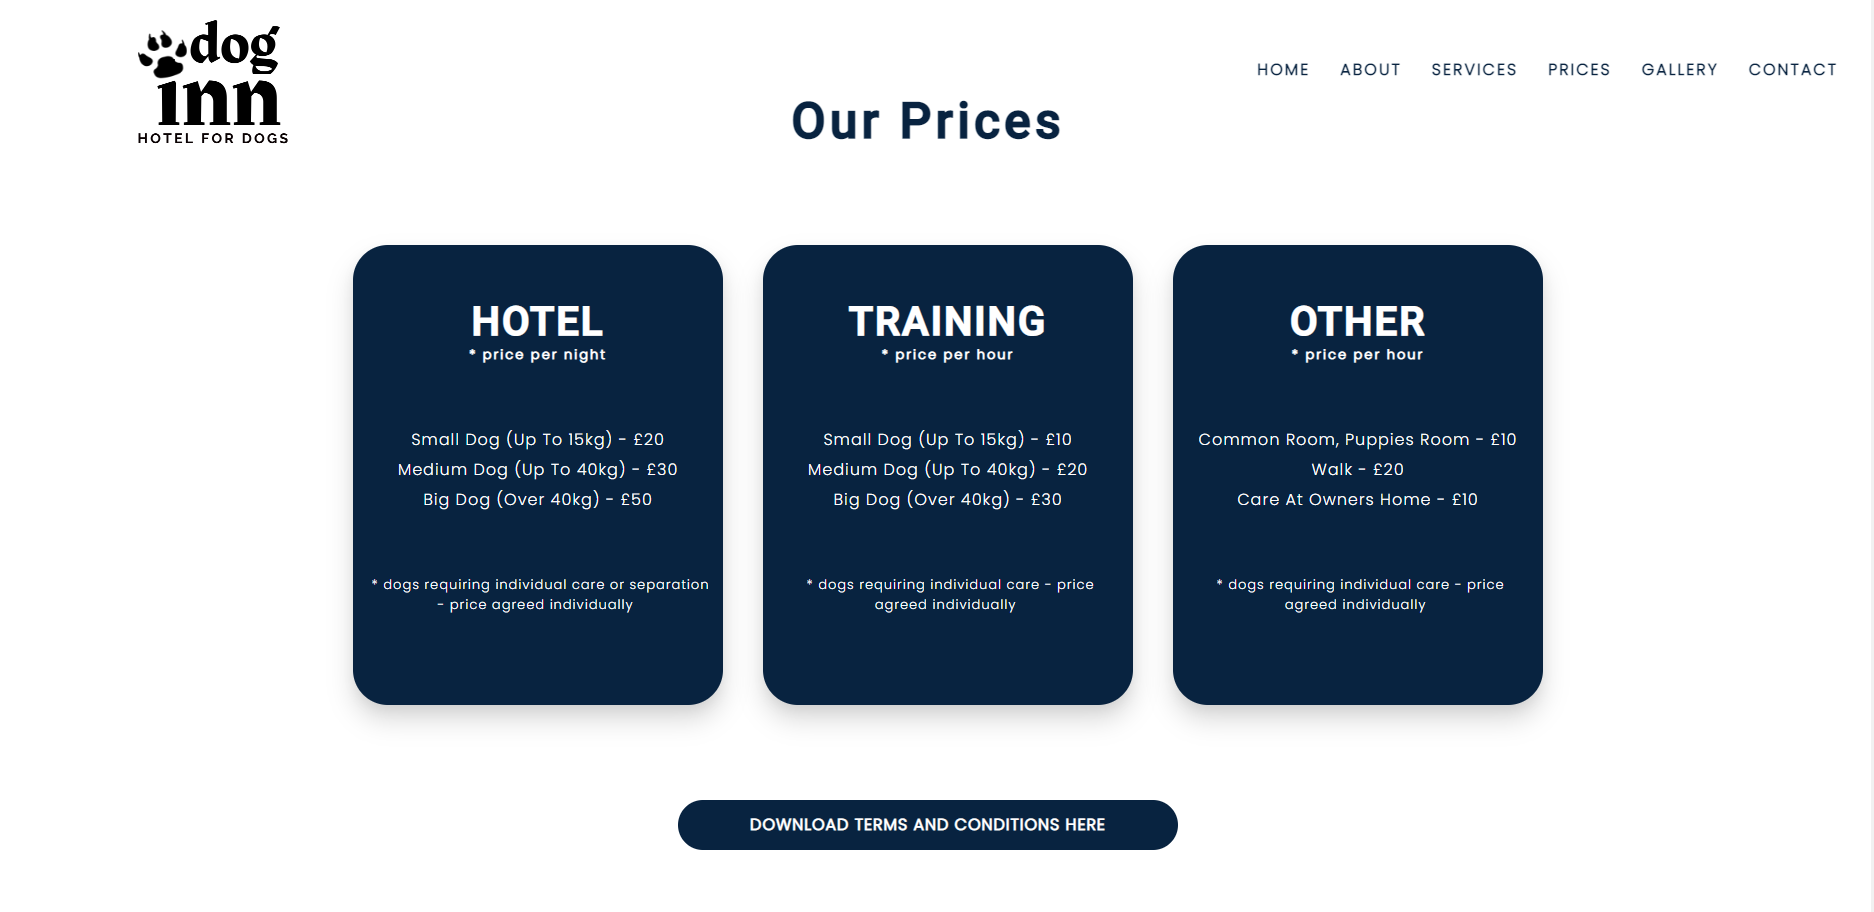 dog
inn
HOTEL FOR DOGS
HOME ABOUT SERVICES PRICES GALLERY CONTACT
Our Prices
HOTEL
* price per night
Small Dog (Up To 15kg) - £20
Medium Dog (Up To 40kg) - £30
Big Dog (Over 40kg) - £50
* dogs requiring individual care or separation
- price agreed individually
TRAINING
* price per hour
Small Dog (Up To 15kg) - £10
Medium Dog (Up To 40kg) - £20
Big Dog (Over 40kg) - £30
* dogs requiring individual care - price
agreed individually
OTHER
* price per hour
Common Room, Puppies Room - £10
Walk - £20
Care At Owners Home - £10
* dogs requiring individual care - price
agreed individually
DOWNLOAD TERMS AND CONDITIONS HERE